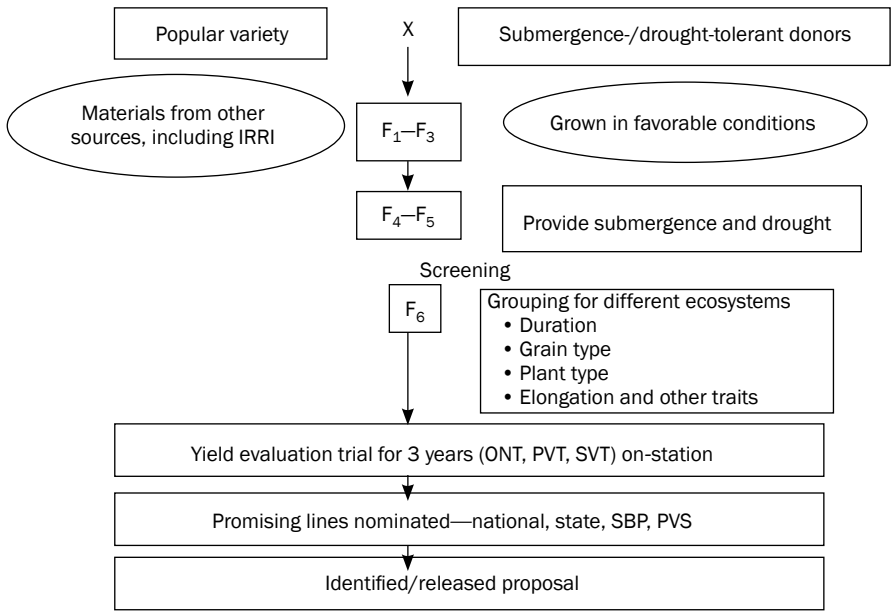 Popular variety
X
Submergence-/drought-tolerant donors
Materials from other
sources, including IRRI
F₁—F₃
Grown in favorable conditions
F₄—F₅
Provide submergence and drought
Screening
F₆
Grouping for different ecosystems
• Duration
• Grain type
• Plant type
• Elongation and other traits
Yield evaluation trial for 3 years (ONT, PVT, SVT) on-station
Promising lines nominated—national, state, SBP, PVS
Identified/released proposal